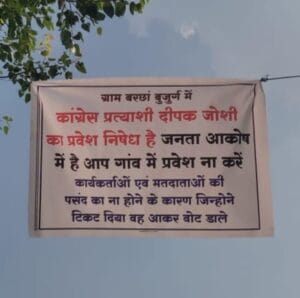 ग्राम बरछां बुजुर्ग में
कांग्रेस प्रत्याशी दीपक जोशी
का प्रवेश निषेध है जनता आकोष
में है आप गांव में प्रवेश ना करें
कार्यकर्ताओं एवं मतदाताओं की
पसंद का ना होने के कारण जिन्होने
टिकट दिया वह आकर वोट डाले